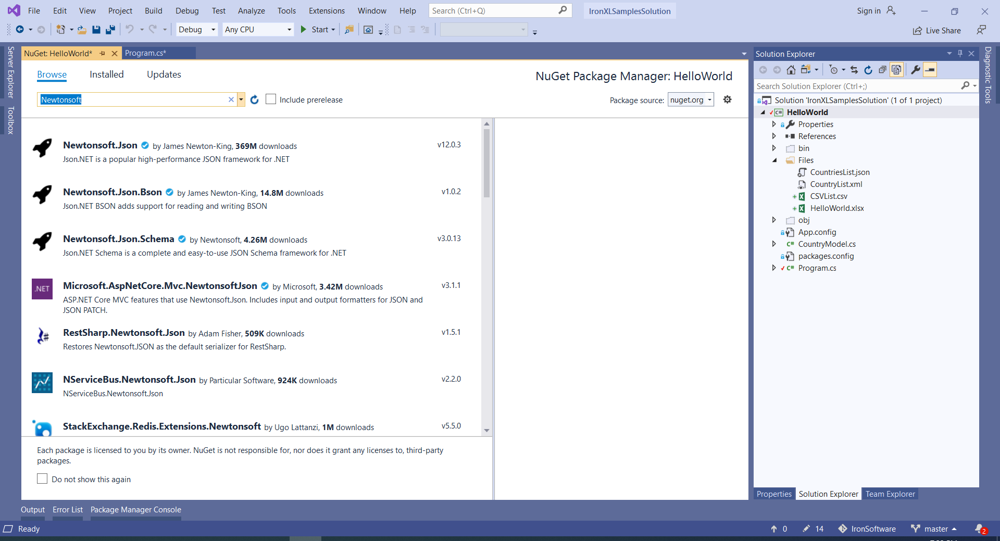 File Edit View Project Build Debug Test Analyze Tools Extensions Window Help Search (Ctrl+Q) IronXLSamplesSolution Sign in
Debug Any CPU Start Live Share
Server Explorer
Toolbox
NuGet: HelloWorld* Program.cs*
Browse Installed Updates
NuGet Package Manager: HelloWorld
Newtonsoft Include prerelease Package source: nuget.org
Newtonsoft.Json by James Newton-King, 369M downloads v12.0.3
Json.NET is a popular high-performance JSON framework for .NET
Newtonsoft.Json.Bson by James Newton-King, 14.8M downloads v1.0.2
Json.NET BSON adds support for reading and writing BSON
Newtonsoft.Json.Schema by Newtonsoft, 4.26M downloads v3.0.13
Json.NET Schema is a complete and easy-to-use JSON Schema framework for .NET
.NET
Microsoft.AspNetCore.Mvc.NewtonsoftJson by Microsoft, 3.42M downloads v3.1.1
ASP.NET Core MVC features that use Newtonsoft.Json. Includes input and output formatters for JSON and
JSON PATCH.
RestSharp.Newtonsoft.Json by Adam Fisher, 509K downloads v1.5.1
Restores Newtonsoft.JSON as the default serializer for RestSharp.
NServiceBus.Newtonsoft.Json by Particular Software, 924K downloads v2.2.0
NServiceBus.Newtonsoft.Json
StackExchange.Redis.Extensions.Newtonsoft by Ugo Lattanzi, 1M downloads v5.5.0
Each package is licensed to you by its owner. NuGet is not responsible for, nor does it grant any licenses to, third-party
packages.
Do not show this again
Solution Explorer
Search Solution Explorer (Ctrl+;)
Solution 'IronXLSamplesSolution' (1 of 1 project)
C# HelloWorld
Properties
References
bin
Files
CountriesList.json
CountryList.xml
CSVList.csv
HelloWorld.xlsx
obj
App.config
C# CountryModel.cs
packages.config
C# Program.cs
Properties Solution Explorer Team Explorer
Diagnostic Tools
Output Error List Package Manager Console
Ready 0 14 IronSoftware master 2